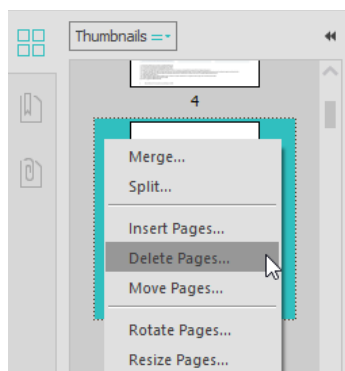 Thumbnails
4
Merge...
Split...
Insert Pages...
Delete Pages...
Move Pages...
Rotate Pages...
Resize Pages...